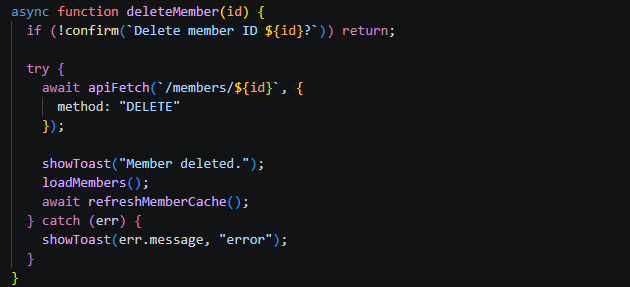 async function deleteMember(id) {
  if (!confirm(`Delete member ID ${id}?`)) return;

  try {
    await apiFetch(`/members/${id}`, {
      method: "DELETE"
    });

    showToast("Member deleted.");
    loadMembers();
    await refreshMemberCache();
  } catch (err) {
    showToast(err.message, "error");
  }
}